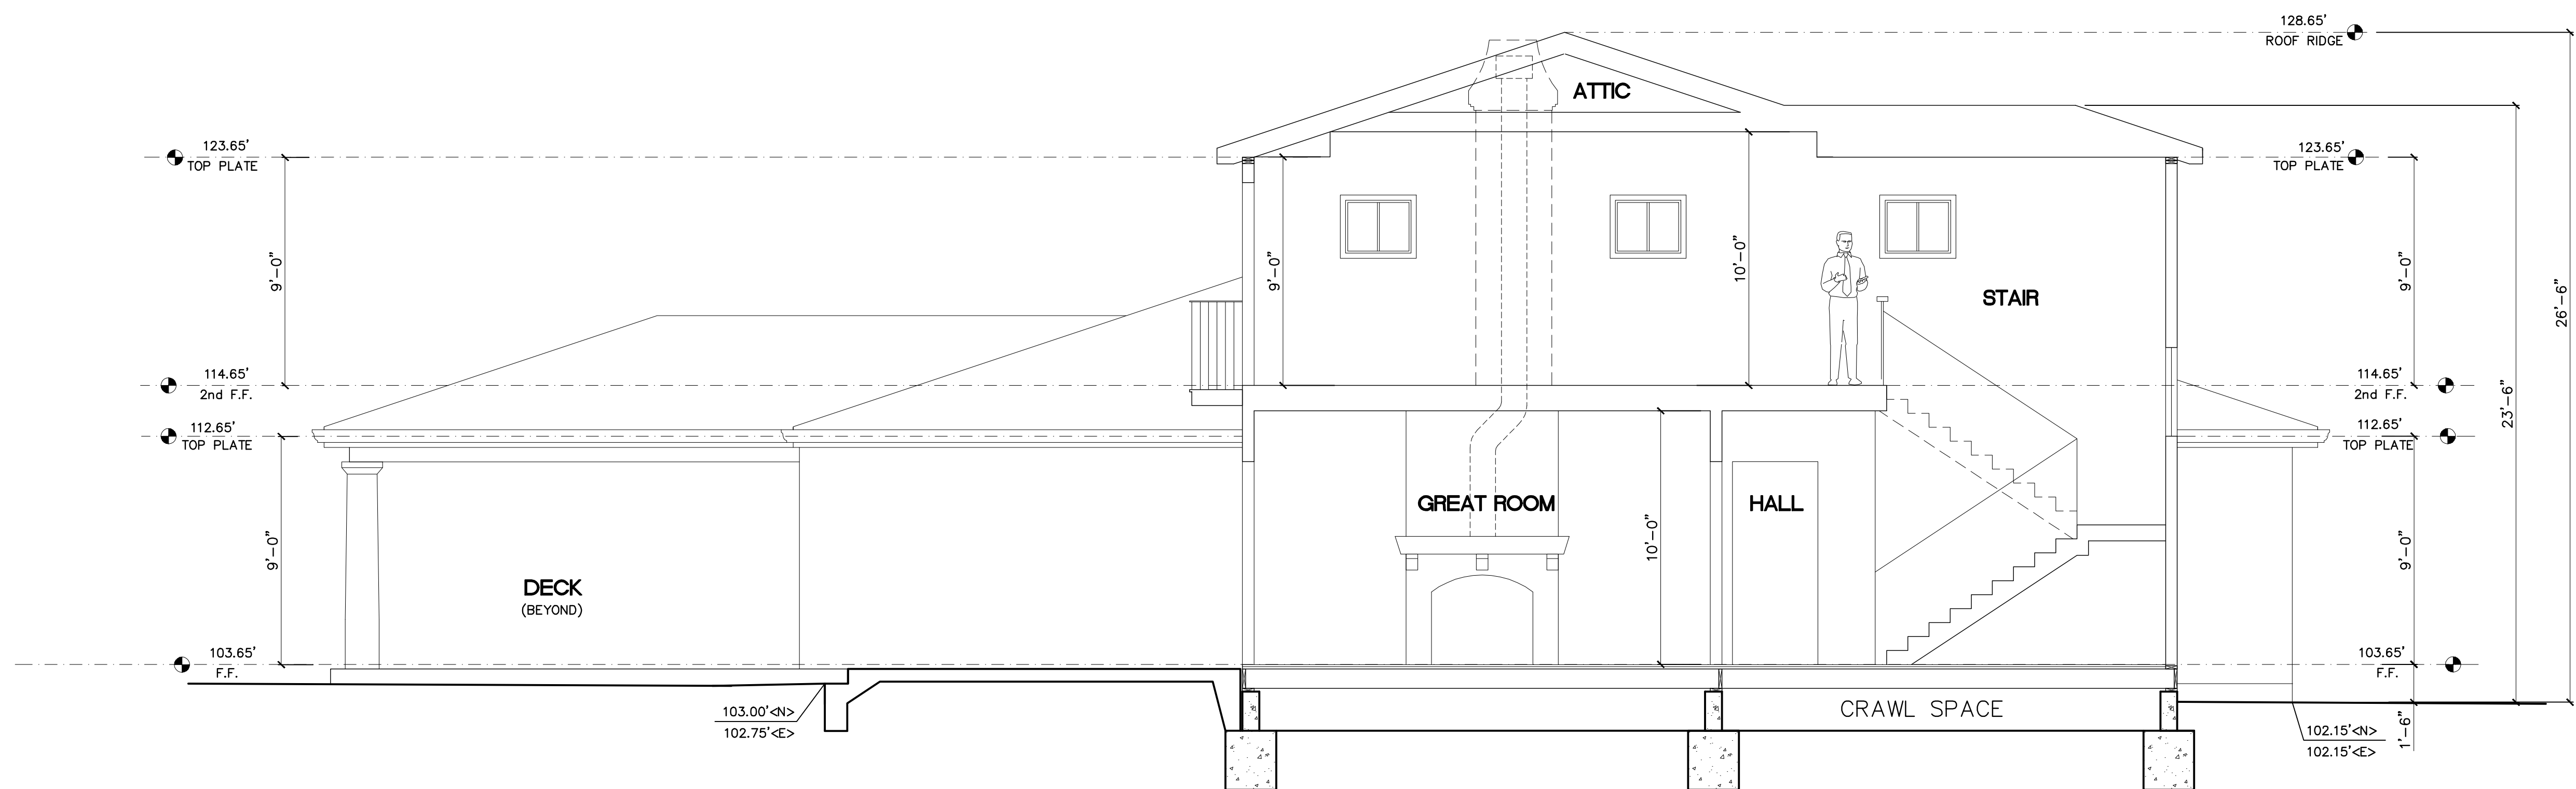 128.65'
ROOF RIDGE
ATTIC
123.65'
TOP PLATE
123.65'
TOP PLATE
9'-0"
9'-0"
10'-0"
9'-0"
STAIR
26'-6"
23'-6"
114.65'
2nd F.F.
114.65'
2nd F.F.
112.65'
TOP PLATE
112.65'
TOP PLATE
GREAT ROOM
HALL
9'-0"
10'-0"
9'-0"
DECK
(BEYOND)
103.65'
F.F.
103.65'
F.F.
103.00'<N>
102.75'<E>
CRAWL SPACE
1'-6"
102.15'<N>
102.15'<E>